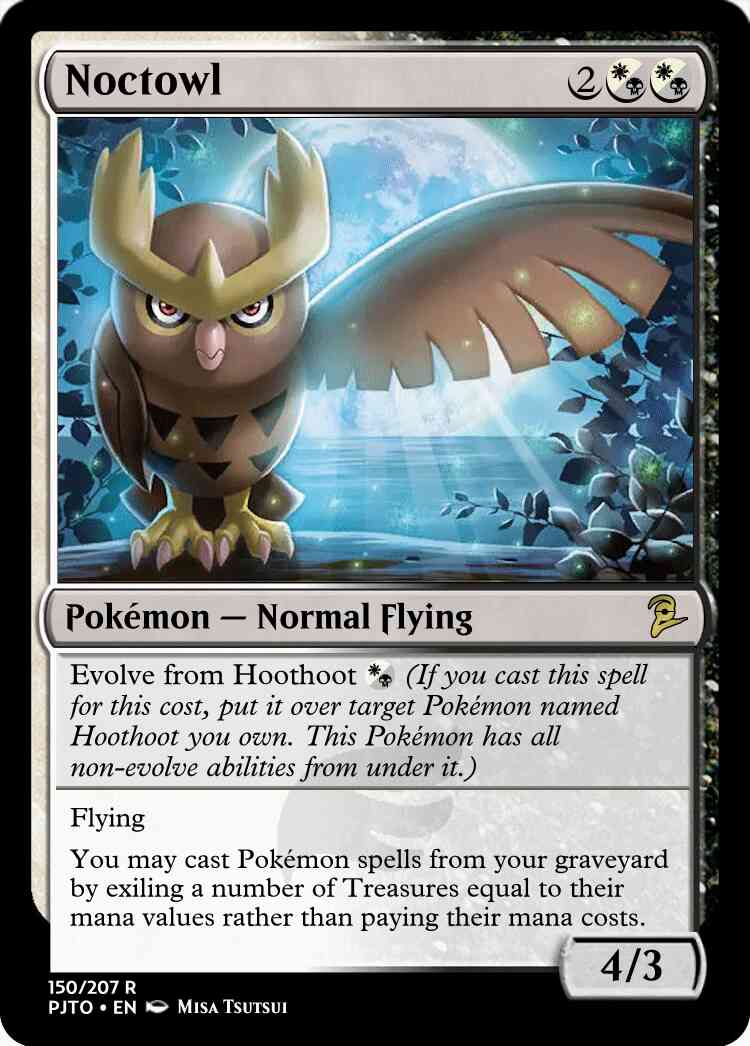 Noctowl 2
Pokémon — Normal Flying
Evolve from Hoothoot (If you cast this spell
for this cost, put it over target Pokémon named
Hoothoot you own. This Pokémon has all
non-evolve abilities from under it.)
Flying
You may cast Pokémon spells from your graveyard
by exiling a number of Treasures equal to their
mana values rather than paying their mana costs.
4/3
150/207 R
PJTO • EN Misa Tsutsui